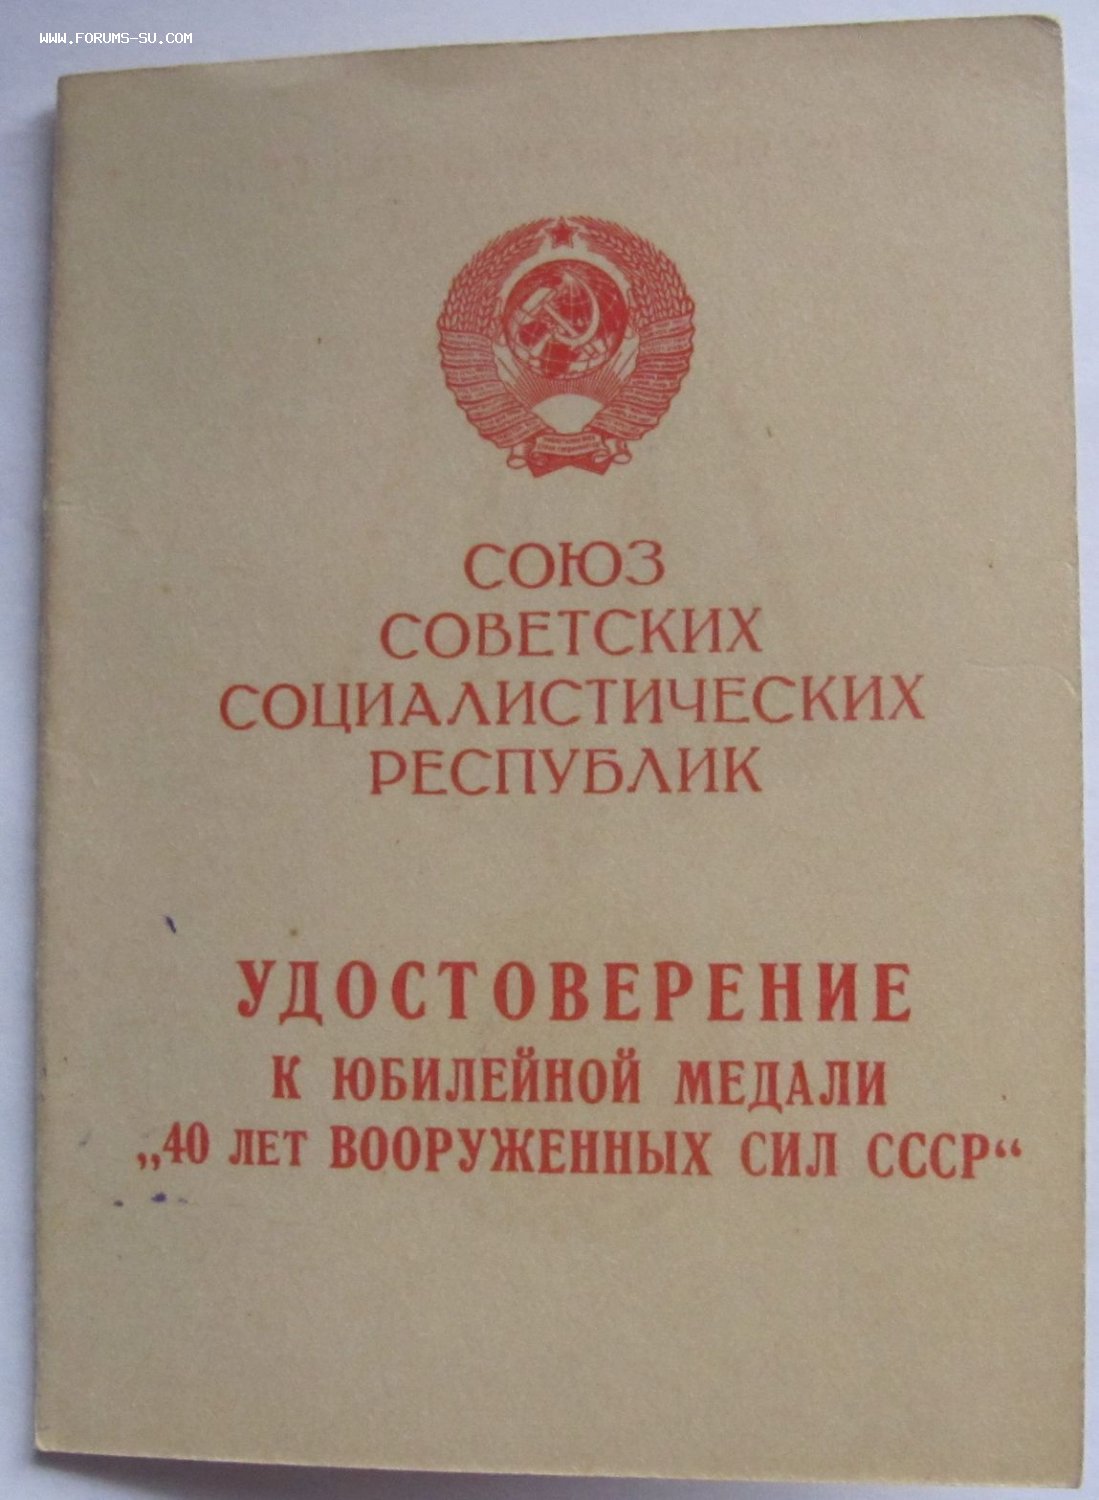 WWW.FORUMS-SU.COM
СОЮЗ
СОВЕТСКИХ
СОЦИАЛИСТИЧЕСКИХ
РЕСПУБЛИК
УДОСТОВЕРЕНИЕ
К ЮБИЛЕЙНОЙ МЕДАЛИ
„40 ЛЕТ ВООРУЖЕННЫХ СИЛ СССР“